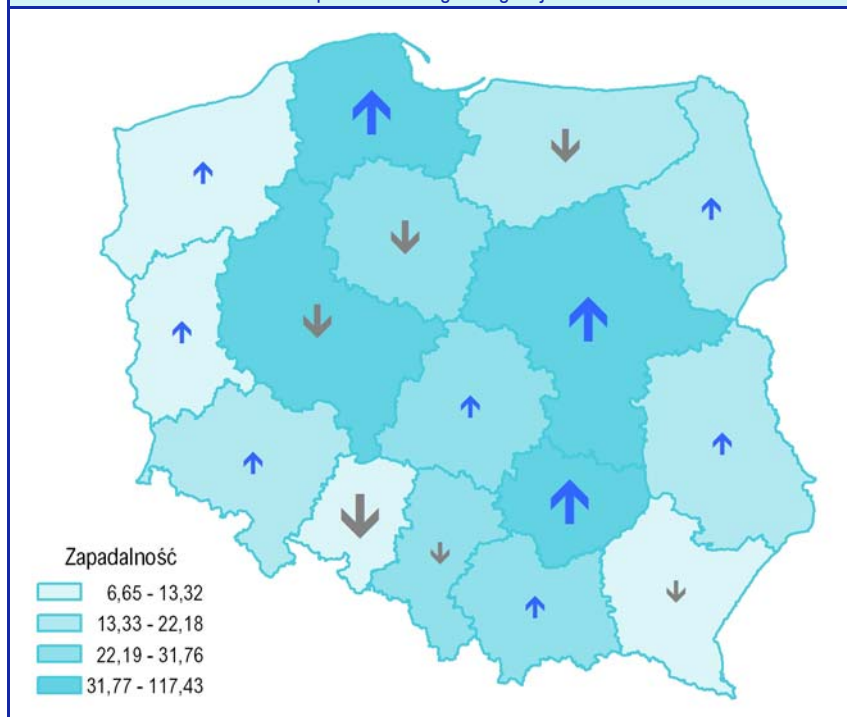 Zapadalność
6,65 - 13,32
13,33 - 22,18
22,19 - 31,76
31,77 - 117,43